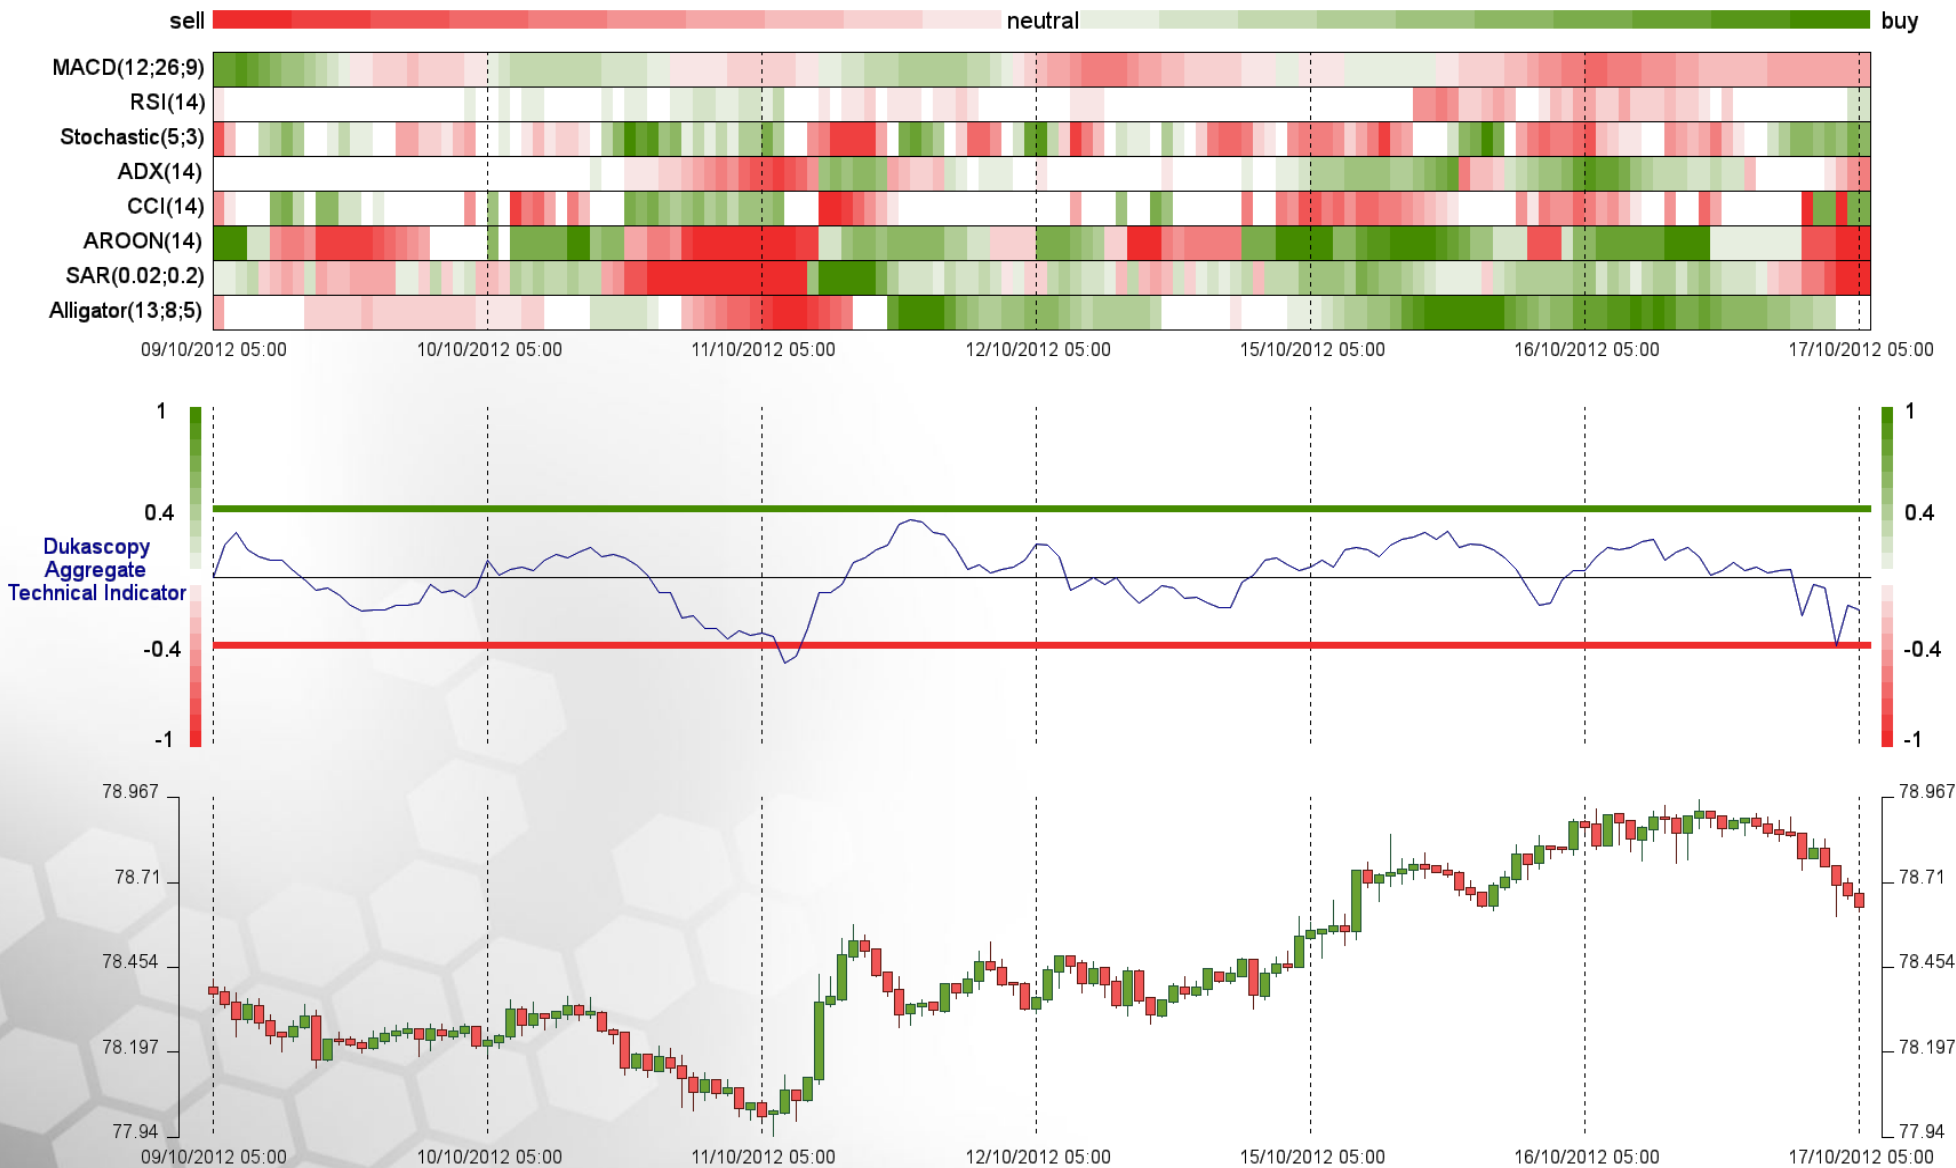 sell neutral buy
MACD(12;26;9)
RSI(14)
Stochastic(5;3)
ADX(14)
CCI(14)
AROON(14)
SAR(0.02;0.2)
Alligator(13;8;5)
09/10/2012 05:00 10/10/2012 05:00 11/10/2012 05:00 12/10/2012 05:00 15/10/2012 05:00 16/10/2012 05:00 17/10/2012 05:00
1 1
0.4 0.4
Dukascopy
Aggregate
Technical Indicator
-0.4 -0.4
-1 -1
78.967 78.967
78.71 78.71
78.454 78.454
78.197 78.197
77.94 77.94
09/10/2012 05:00 10/10/2012 05:00 11/10/2012 05:00 12/10/2012 05:00 15/10/2012 05:00 16/10/2012 05:00 17/10/2012 05:00